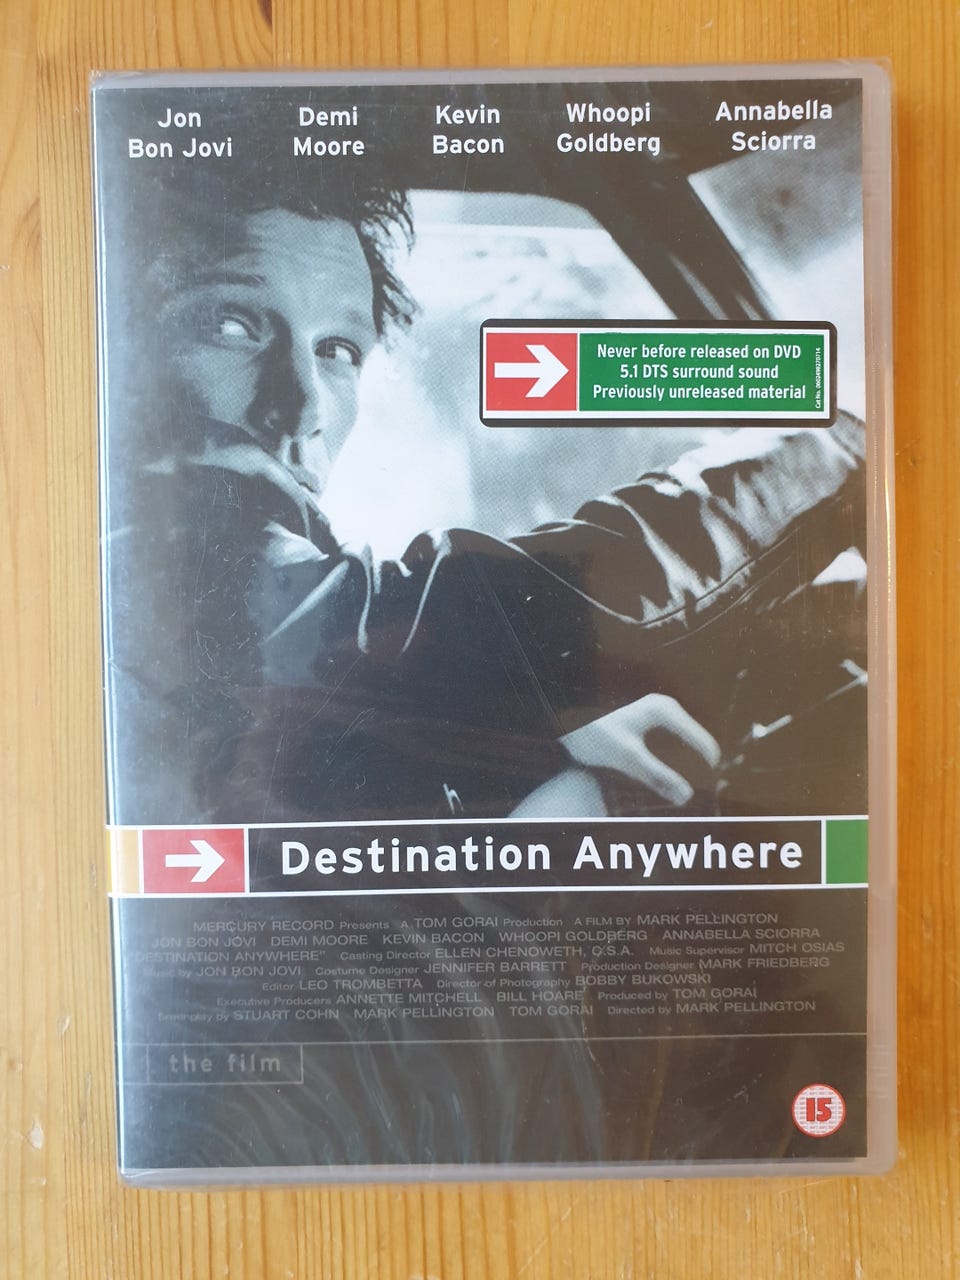 Jon Demi Kevin Whoopi Annabella
Bon Jovi Moore Bacon Goldberg Sciorra
Never before released on DVD
5.1 DTS surround sound
Previously unreleased material
Destination Anywhere
MERCURY RECORD Presents A TOM GORAI Production A FILM BY MARK PELLINGTON
JON BON JOVI DEMI MOORE KEVIN BACON WHOOPI GOLDBERG ANNABELLA SCIORRA
"DESTINATION ANYWHERE" Casting Director ELLEN CHENOWETH, C.S.A. Music Supervisor MITCH OSIAS
Music by JON BON JOVI Costume Designer JENNIFER BARRETT Production Designer MARK FRIEDBERG
Editor LEO TROMBETTA Director of Photography BOBBY BUKOWSKI
Executive Producers ANNETTE MITCHELL BILL HOARE Produced by TOM GORAI
Screenplay by STUART COHN MARK PELLINGTON TOM GORAI Directed by MARK PELLINGTON
the film
15